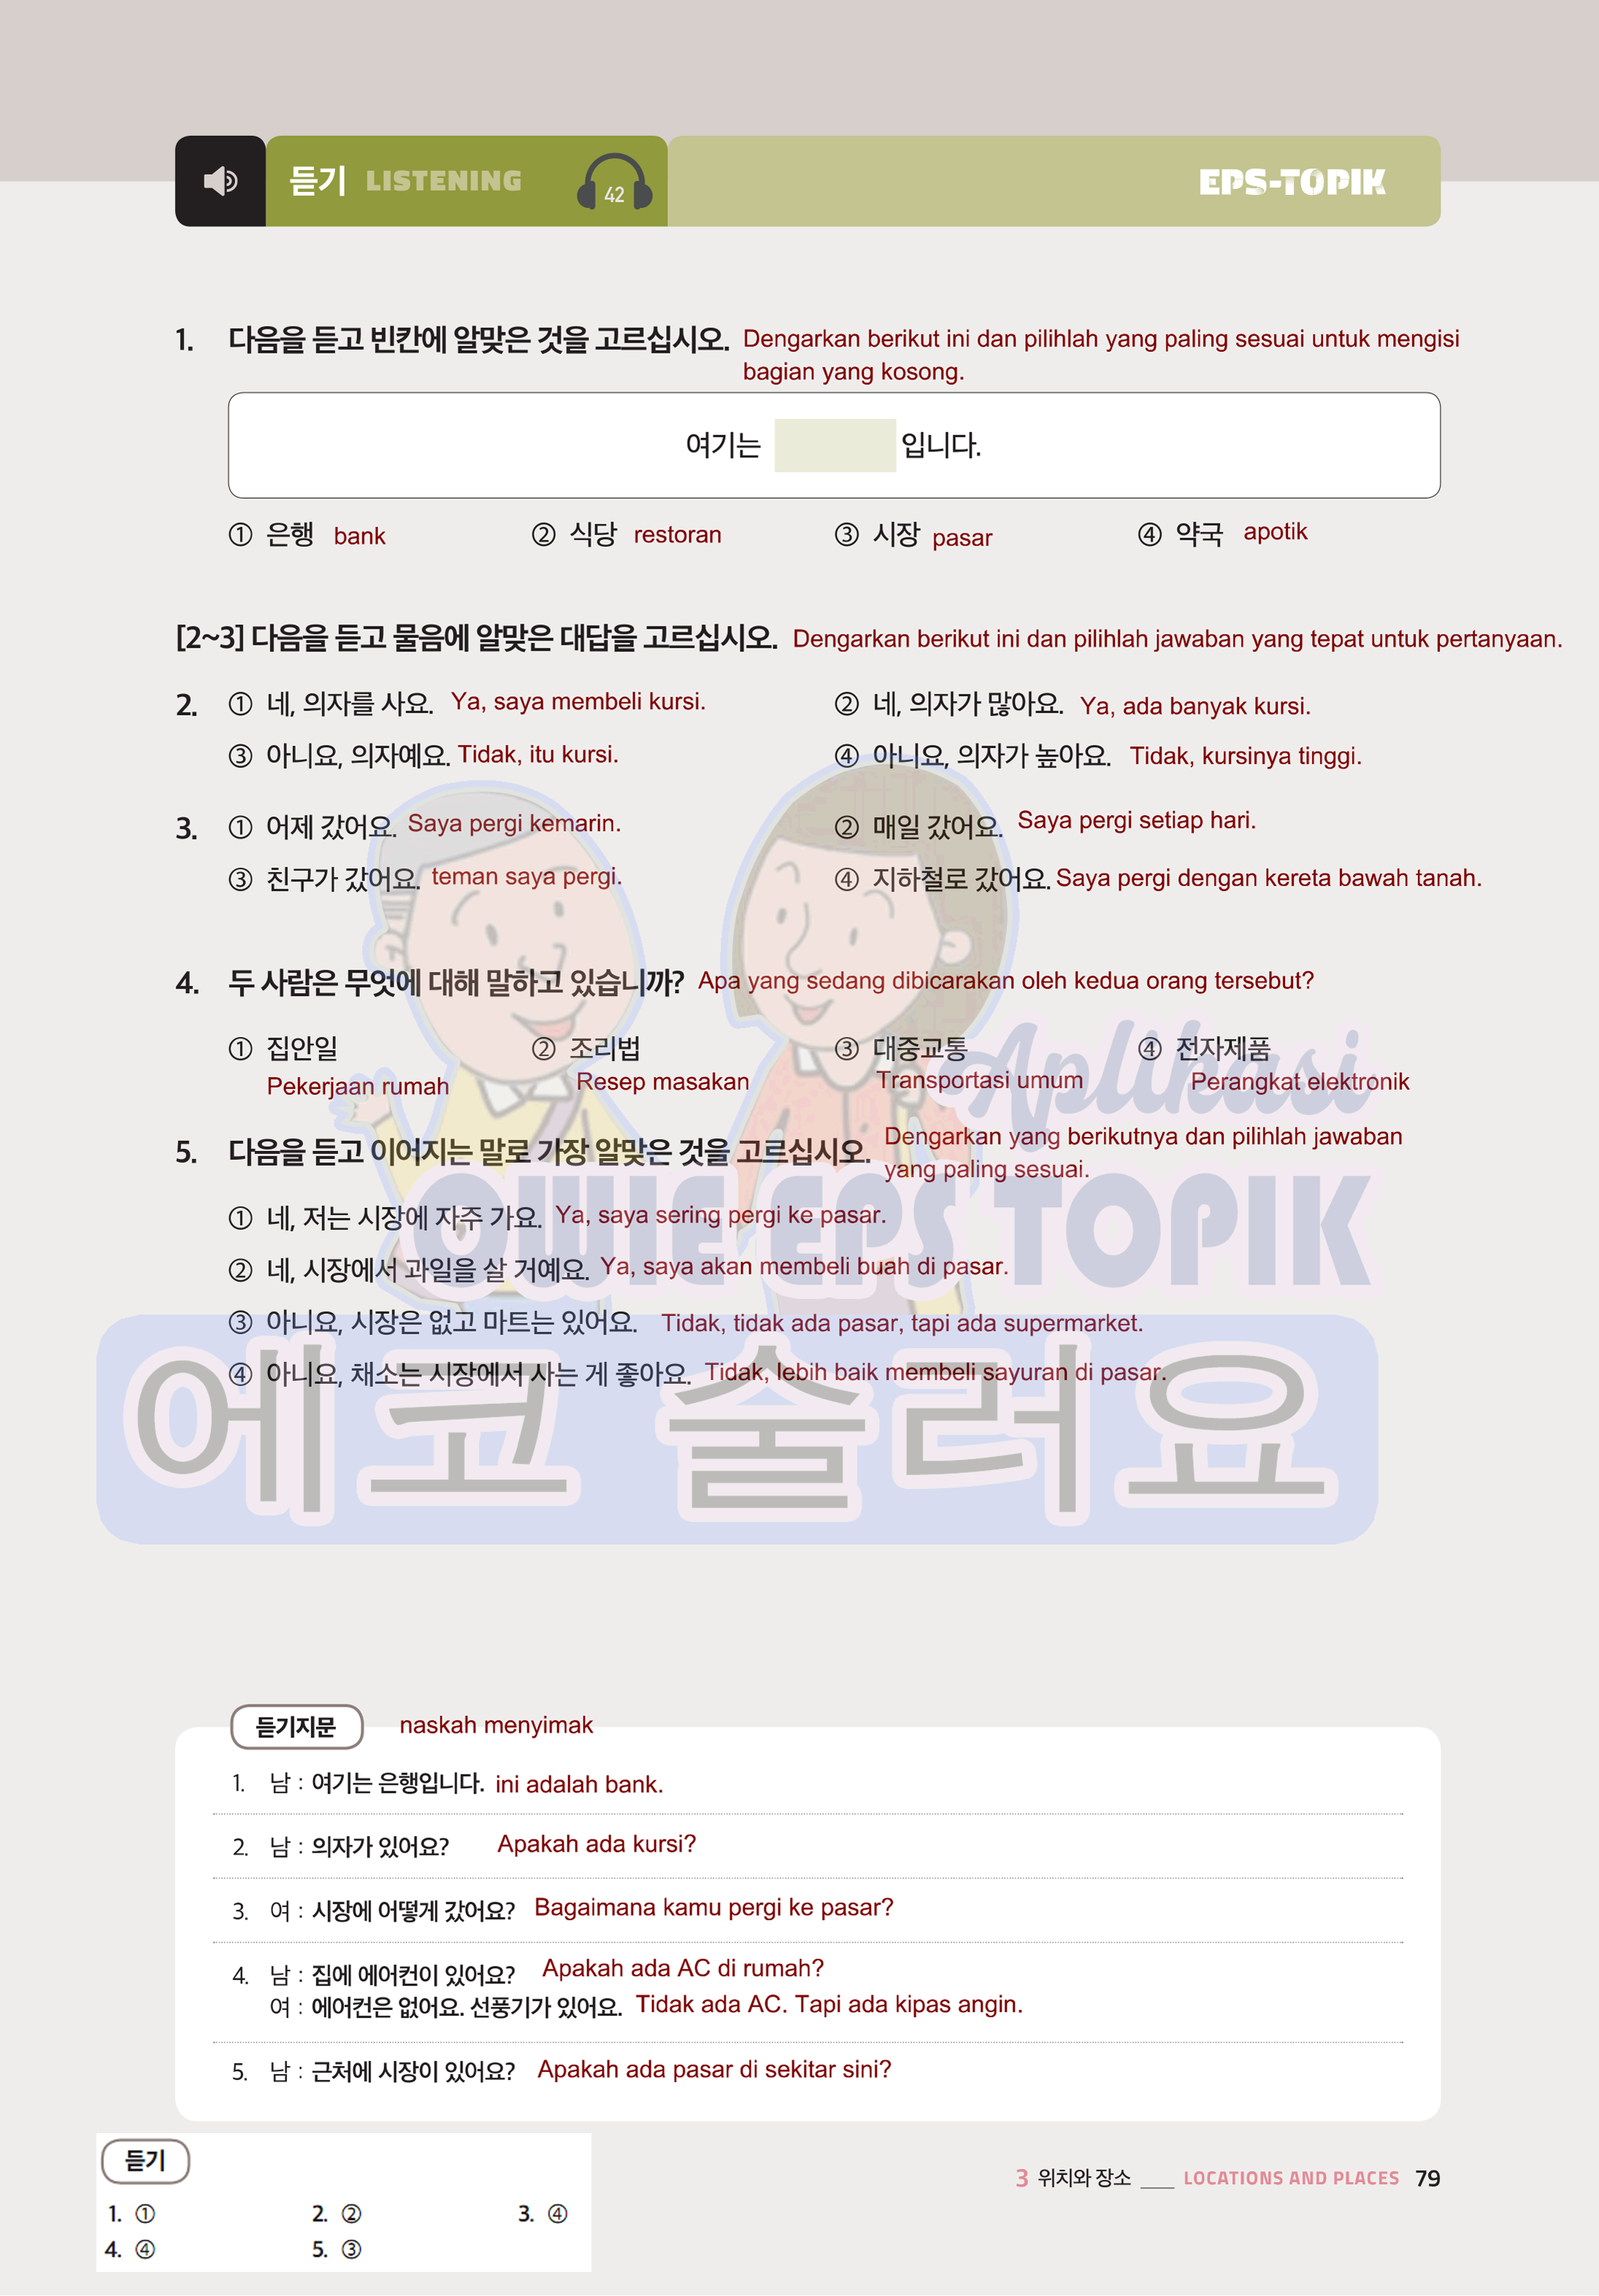 듣기 LISTENING 42 EPS-TOPIK
1. 다음을 듣고 빈칸에 알맞은 것을 고르십시오. Dengarkan berikut ini dan pilihlah yang paling sesuai untuk mengisi
bagian yang kosong.
여기는 입니다.
① 은행 bank ② 식당 restoran ③ 시장 pasar ④ 약국 apotik
[2~3] 다음을 듣고 물음에 알맞은 대답을 고르십시오. Dengarkan berikut ini dan pilihlah jawaban yang tepat untuk pertanyaan.
2. ① 네, 의자를 사요. Ya, saya membeli kursi. ② 네, 의자가 많아요. Ya, ada banyak kursi.
③ 아니요, 의자예요. Tidak, itu kursi. ④ 아니요, 의자가 높아요. Tidak, kursinya tinggi.
3. ① 어제 갔어요. Saya pergi kemarin. ② 매일 갔어요. Saya pergi setiap hari.
③ 친구가 갔어요. teman saya pergi. ④ 지하철로 갔어요. Saya pergi dengan kereta bawah tanah.
4. 두 사람은 무엇에 대해 말하고 있습니까? Apa yang sedang dibicarakan oleh kedua orang tersebut?
① 집안일 ② 조리법 ③ 대중교통 ④ 전자제품
Pekerjaan rumah Resep masakan Transportasi umum Perangkat elektronik
Aplikasi
5. 다음을 듣고 이어지는 말로 가장 알맞은 것을 고르십시오. Dengarkan yang berikutnya dan pilihlah jawaban
yang paling sesuai.
OWIE EPS TOPIK
① 네, 저는 시장에 자주 가요. Ya, saya sering pergi ke pasar.
② 네, 시장에서 과일을 살 거예요. Ya, saya akan membeli buah di pasar.
③ 아니요, 시장은 없고 마트는 있어요. Tidak, tidak ada pasar, tapi ada supermarket.
④ 아니요, 채소는 시장에서 사는 게 좋아요. Tidak, lebih baik membeli sayuran di pasar.
에코 술러요
듣기지문 naskah menyimak
1. 남 : 여기는 은행입니다. ini adalah bank.
2. 남 : 의자가 있어요? Apakah ada kursi?
3. 여 : 시장에 어떻게 갔어요? Bagaimana kamu pergi ke pasar?
4. 남 : 집에 에어컨이 있어요? Apakah ada AC di rumah?
여 : 에어컨은 없어요. 선풍기가 있어요. Tidak ada AC. Tapi ada kipas angin.
5. 남 : 근처에 시장이 있어요? Apakah ada pasar di sekitar sini?
듣기
1. ① 2. ② 3. ④
4. ④ 5. ③
3 위치와 장소 ___ LOCATIONS AND PLACES 79